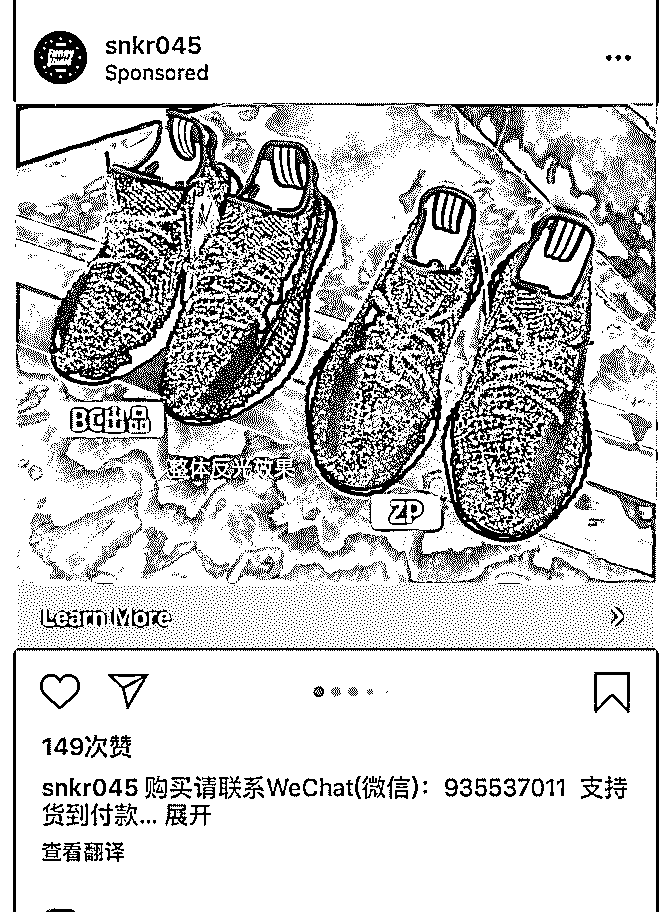 snkr045
Sponsored
BC出品
整体反光效果
ZP
Learn More
149次赞
snkr045 购买请联系WeChat(微信)：935537011 支持
货到付款... 展开
查看翻译